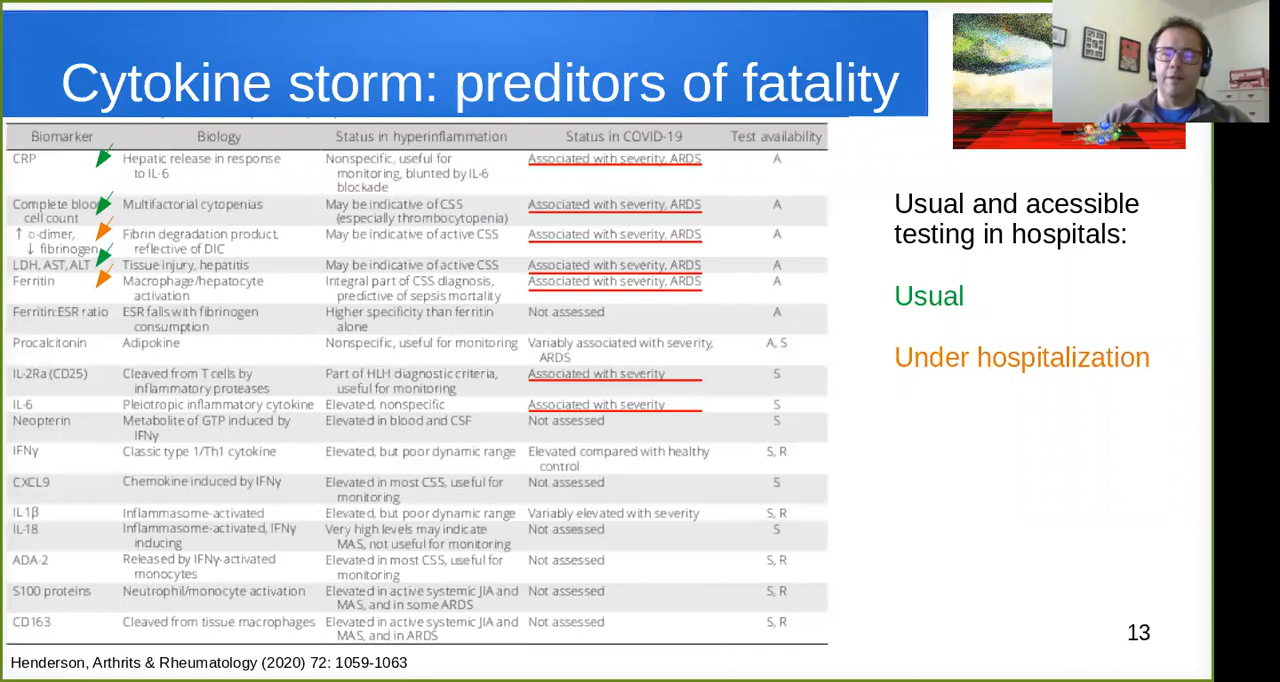 Cytokine storm: preditors of fatality
Biomarker Biology Status in hyperinflammation Status in COVID-19 Test availability
CRP Hepatic release in response Nonspecific, useful for Associated with severity, ARDS A
to IL-6 monitoring, blunted by IL-6
blockade
Complete blood Multifactorial cytopenias May be indicative of CSS Associated with severity, ARDS A
cell count (especially thrombocytopenia)
↑ D-dimer, Fibrin degradation product, May be indicative of active CSS Associated with severity, ARDS A
↓ fibrinogen reflective of DIC
LDH, AST, ALT Tissue injury, hepatitis May be indicative of active CSS Associated with severity, ARDS A
Ferritin Macrophage/hepatocyte Integral part of CSS diagnosis, Associated with severity, ARDS A
activation predictive of sepsis mortality
Ferritin:ESR ratio ESR falls with fibrinogen Higher specificity than ferritin Not assessed A
consumption alone
Procalcitonin Adipokine Nonspecific, useful for monitoring Variably associated with severity, A, S
ARDS
IL-2Ra (CD25) Cleaved from T cells by Part of HLH diagnostic criteria, Associated with severity S
inflammatory proteases useful for monitoring
IL-6 Pleiotropic inflammatory cytokine Elevated, nonspecific Associated with severity S
Neopterin Metabolite of GTP induced by Elevated in blood and CSF Not assessed S
IFNγ
IFNγ Classic type 1/Th1 cytokine Elevated, but poor dynamic range Elevated compared with healthy S, R
control
CXCL9 Chemokine induced by IFNγ Elevated in most CSS, useful for Not assessed S
monitoring
IL-1β Inflammasome-activated Elevated, but poor dynamic range Variably elevated with severity S, R
IL-18 Inflammasome-activated, IFNγ Very high levels may indicate Not assessed S
inducing MAS, not useful for monitoring
ADA-2 Released by IFNγ-activated Elevated in most CSS, useful for Not assessed S, R
monocytes monitoring
S100 proteins Neutrophil/monocyte activation Elevated in active systemic JIA and Not assessed S, R
MAS, and in some ARDS
CD163 Cleaved from tissue macrophages Elevated in active systemic JIA and Not assessed S, R
MAS, and in ARDS
Usual and acessible
testing in hospitals:
Usual
Under hospitalization
13
Henderson, Arthrits & Rheumatology (2020) 72: 1059-1063